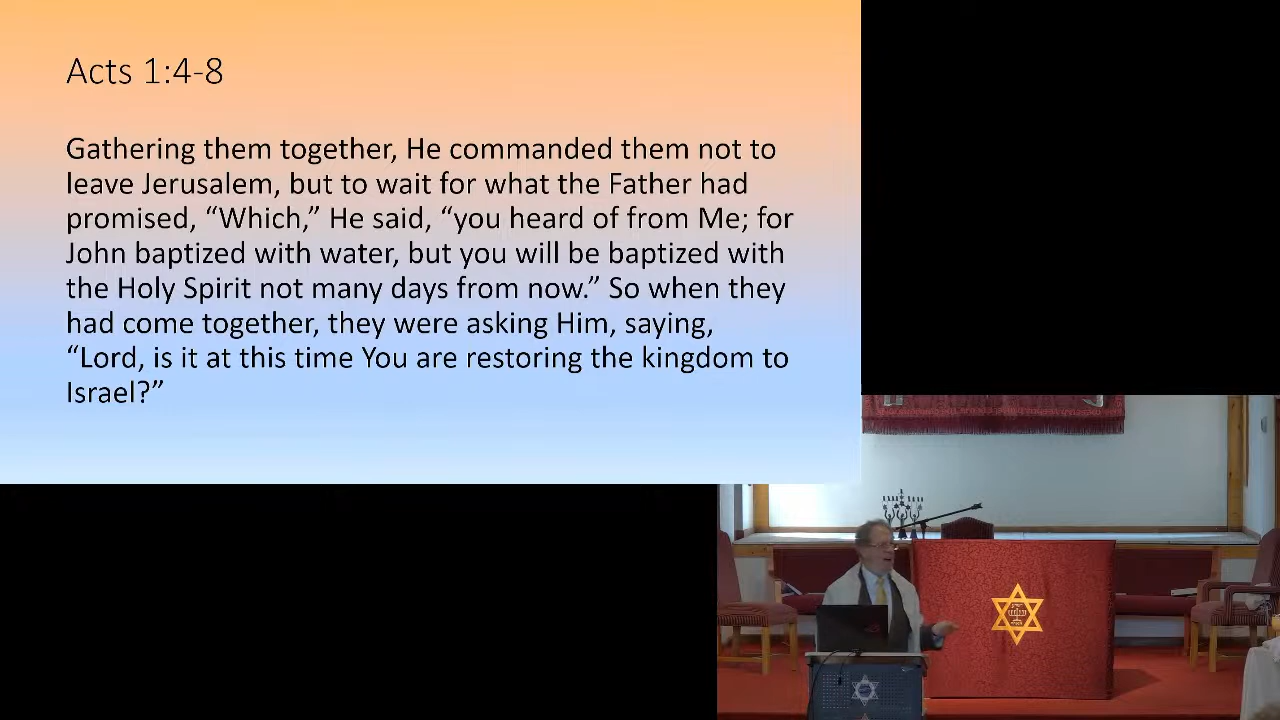 Acts 1:4-8
Gathering them together, He commanded them not to
leave Jerusalem, but to wait for what the Father had
promised, “Which,” He said, “you heard of from Me; for
John baptized with water, but you will be baptized with
the Holy Spirit not many days from now.” So when they
had come together, they were asking Him, saying,
“Lord, is it at this time You are restoring the kingdom to
Israel?”